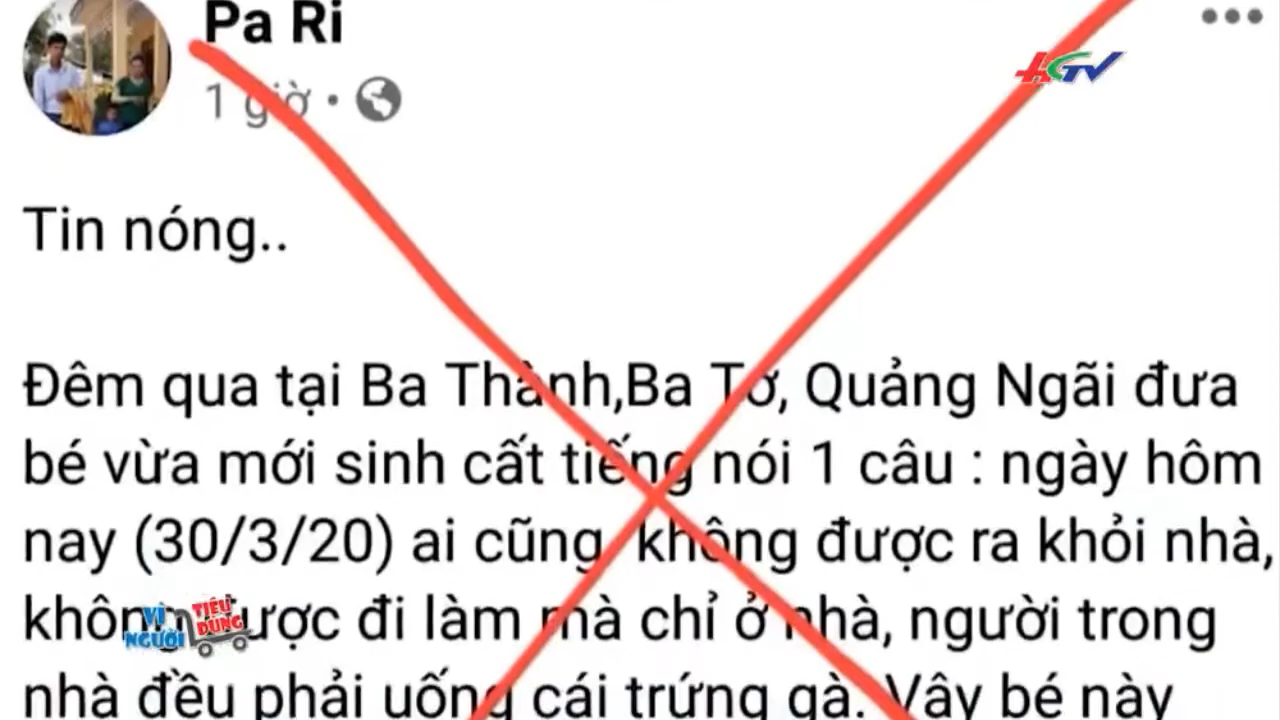 Pa Ri
1 giờ
HGTV
Tin nóng..
Đêm qua tại Ba Thành,Ba Tơ, Quảng Ngãi đưa
bé vừa mới sinh cất tiếng nói 1 câu : ngày hôm
nay (30/3/20) ai cũng không được ra khỏi nhà,
không được đi làm mà chỉ ở nhà, người trong
nhà đều phải uống cái trứng gà. Vậy bé này
VÌ NGƯỜI TIÊU DÙNG